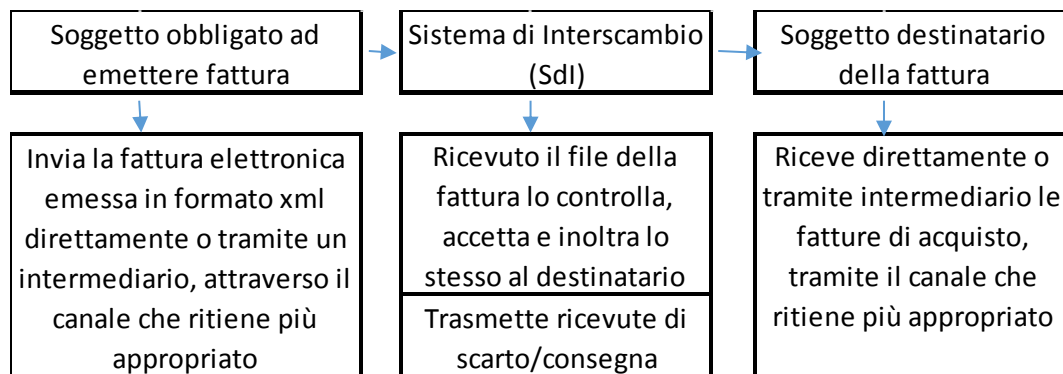 Soggetto obbligato ad
emettere fattura
Sistema di Interscambio
(SdI)
Soggetto destinatario
della fattura
Invia la fattura elettronica
emessa in formato xml
direttamente o tramite un
intermediario, attraverso il
canale che ritiene più
appropriato
Ricevuto il file della
fattura lo controlla,
accetta e inoltra lo
stesso al destinatario
Trasmette ricevute di
scarto/consegna
Riceve direttamente o
tramite intermediario le
fatture di acquisto,
tramite il canale che
ritiene più appropriato